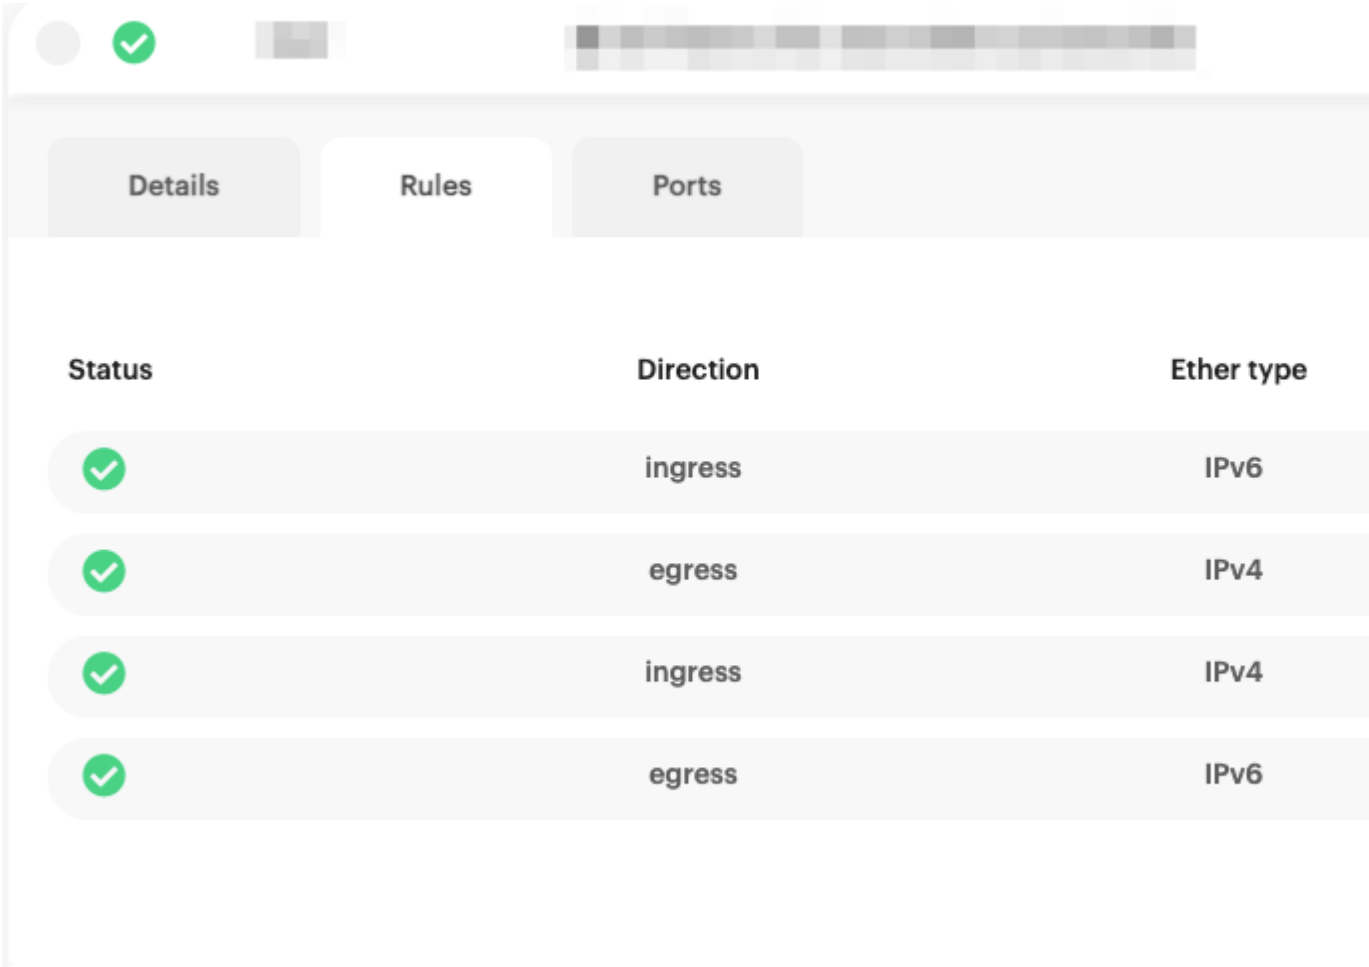 Details Rules Ports
Status Direction Ether type
ingress IPv6
egress IPv4
ingress IPv4
egress IPv6